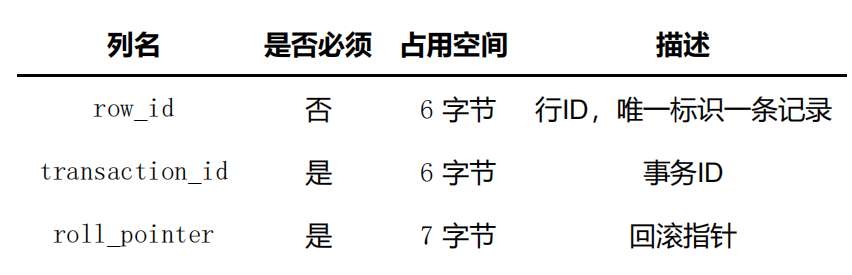 列名 是否必须 占用空间 描述
row_id 否 6 字节 行ID，唯一标识一条记录
transaction_id 是 6 字节 事务ID
roll_pointer 是 7 字节 回滚指针